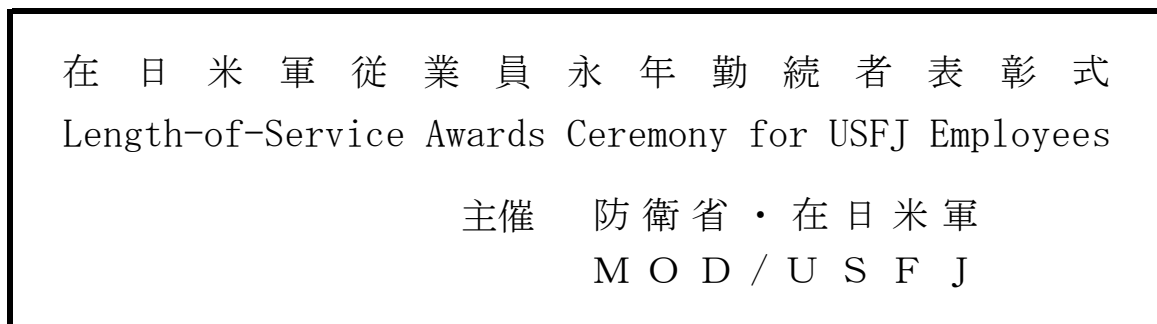 在日米軍従業員永年勤続者表彰式
Length-of-Service Awards Ceremony for USFJ Employees
主催 防衛省・在日米軍
ＭＯＤ/ＵＳＦＪ